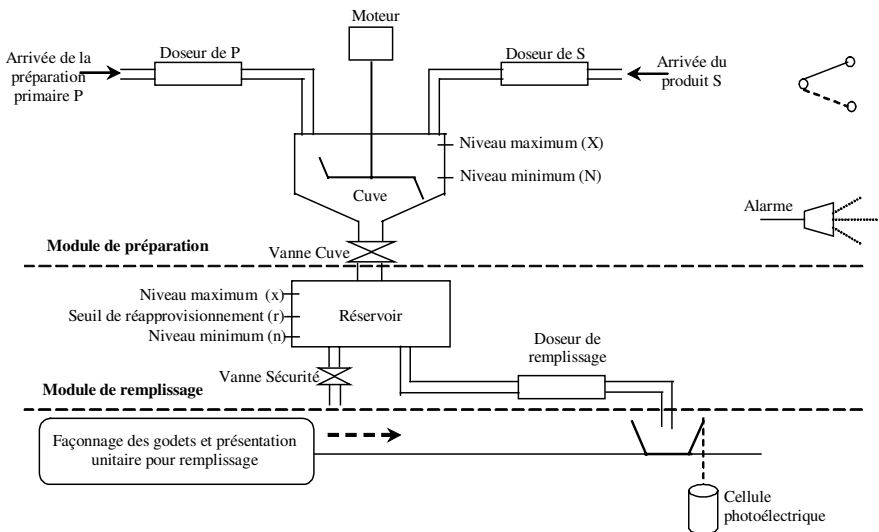 Moteur
Arrivée de la
préparation
primaire P
Doseur de P
Doseur de S
Arrivée du
produit S
Niveau maximum (X)
Niveau minimum (N)
Cuve
Alarme
Module de préparation
Vanne Cuve
Niveau maximum (x)
Seuil de réapprovisionnement (r)
Niveau minimum (n)
Réservoir
Doseur de
remplissage
Vanne Sécurité
Module de remplissage
Façonnage des godets et présentation
unitaire pour remplissage
Cellule
photoélectrique